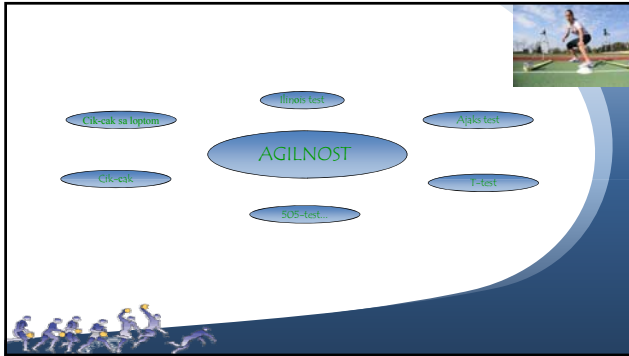 Ilinois test
Cik-cak sa loptom
Ajaks test
AGILNOST
Cik-cak
T-test
505-test...